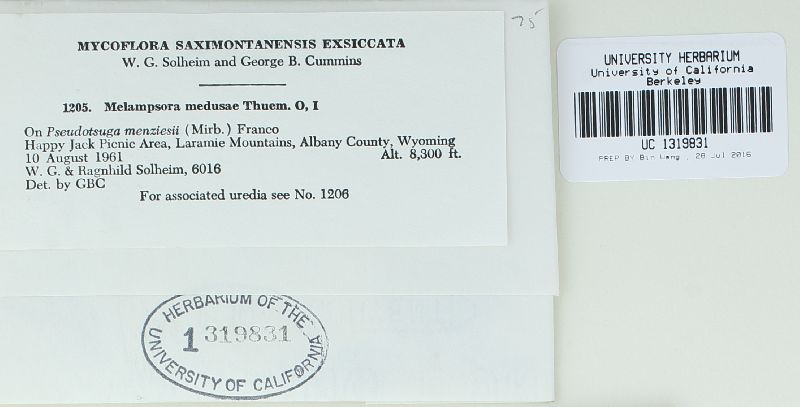 75
MYCOFLORA SAXIMONTANENSIS EXSICCATA
W. G. Solheim and George B. Cummins
1205. Melampsora medusae Thuem. O, I
On Pseudotsuga menziesii (Mirb.) Franco
Happy Jack Picnic Area, Laramie Mountains, Albany County, Wyoming
10 August 1961 Alt. 8,300 ft.
W. G. & Ragnhild Solheim, 6016
Det. by GBC
For associated uredia see No. 1206
UNIVERSITY HERBARIUM
University of California
Berkeley
UC 1319831
PREP BY Bin Wang , 28 Jul 2016
HERBARIUM OF THE
1319831
UNIVERSITY OF CALIFORNIA